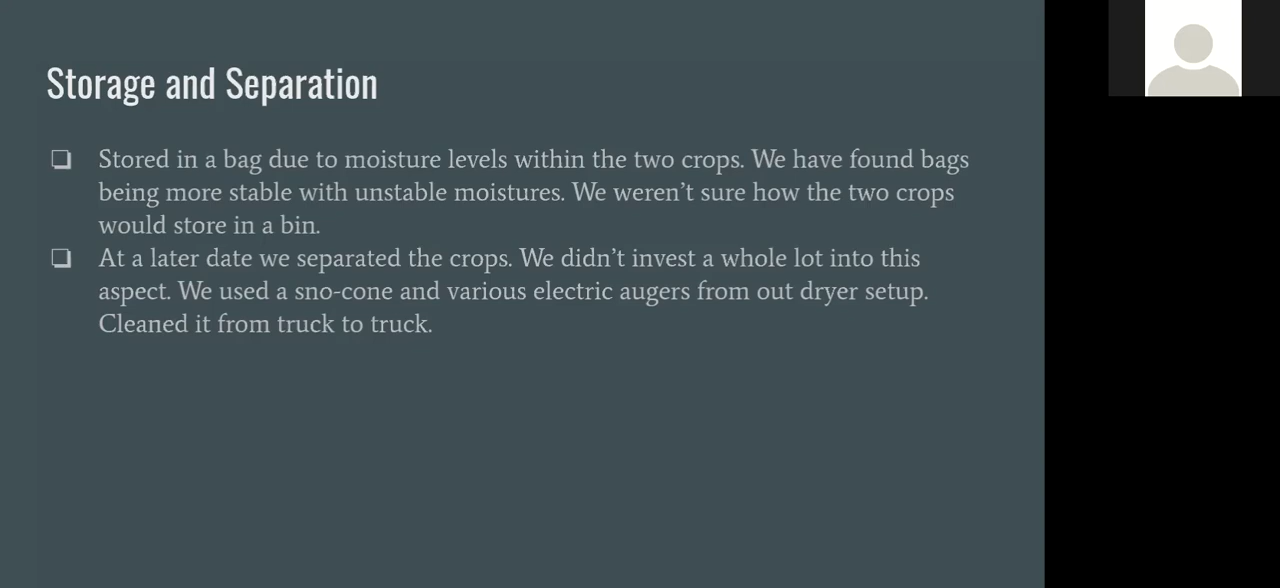 Storage and Separation
❏ Stored in a bag due to moisture levels within the two crops. We have found bags
being more stable with unstable moistures. We weren't sure how the two crops
would store in a bin.
❏ At a later date we separated the crops. We didn't invest a whole lot into this
aspect. We used a sno-cone and various electric augers from out dryer setup.
Cleaned it from truck to truck.